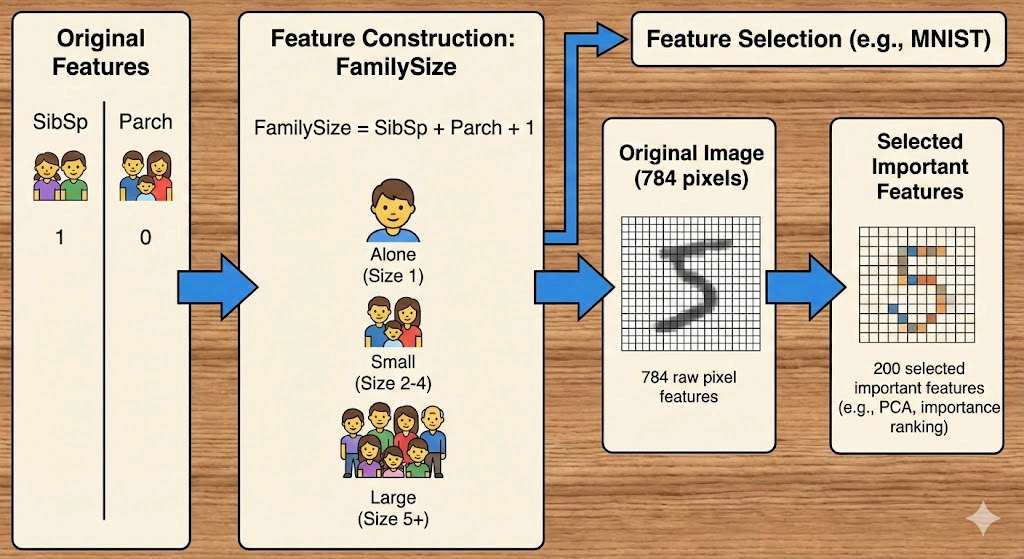 Original
Features
SibSp
Parch
1
0
Feature Construction:
FamilySize
FamilySize = SibSp + Parch + 1
Alone
(Size 1)
Small
(Size 2-4)
Large
(Size 5+)
Feature Selection (e.g., MNIST)
Original Image
(784 pixels)
5
784 raw pixel
features
Selected
Important
Features
5
200 selected
important features
(e.g., PCA, importance
ranking)